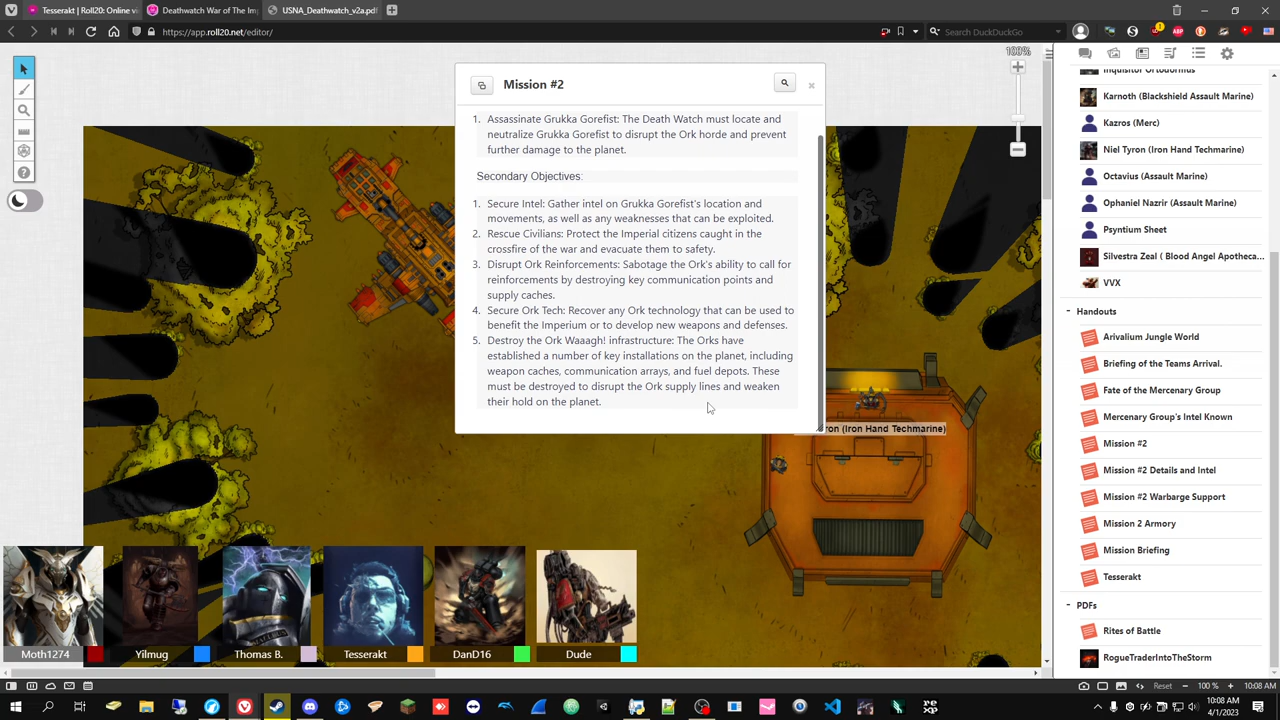 Tesserakt | Roll20: Online vi
Deathwatch War of The Im
USNA_Deathwatch_v2a.pdf
https://app.roll20.net/editor/
Search DuckDuckGo
100%
Mission #2
1. Assassinate Grukka Gorefist: The Death Watch must locate and
neutralize Grukka Gorefist to disrupt the Ork horde and prevent
further damage to the planet.
Secondary Objectives:
1. Secure Intel: Gather intel on Grukka Gorefist's location and
movements, as well as any weaknesses that can be exploited.
2. Rescue Civilians: Protect the Imperial citizens caught in the
crossfire of the war and evacuate them to safety.
3. Disrupt Ork Reinforcements: Sabotage the Ork's ability to call for
reinforcements by destroying key communication points and
supply caches.
4. Secure Ork Tech: Recover any Ork technology that can be used to
benefit the Imperium or to develop new weapons and defenses.
5. Destroy the Ork Waaagh! infrastructure: The Orks have
established a number of key installations on the planet, including
weapon caches, communication arrays, and fuel depots. These
must be destroyed to disrupt the Ork supply lines and weaken
their hold on the planet.
ron (Iron Hand Techmarine)
Moth1274
Yilmug
MALLEUS
Thomas B.
Tesserakt
DanD16
Dude
Inquisitor Ortodormus
Karnoth (Blackshield Assault Marine)
Kazros (Merc)
Niel Tyron (Iron Hand Techmarine)
Octavius (Assault Marine)
Ophaniel Nazrir (Assault Marine)
Psyntium Sheet
Silvestra Zeal ( Blood Angel Apotheca...
VVX
Handouts
Arivalium Jungle World
Briefing of the Teams Arrival.
Fate of the Mercenary Group
Mercenary Group's Intel Known
Mission #2
Mission #2 Details and Intel
Mission #2 Warbarge Support
Mission 2 Armory
Mission Briefing
Tesserakt
PDFs
Rites of Battle
RogueTraderIntoTheStorm
Reset
100 %
10:08 AM
10:08 AM
4/1/2023